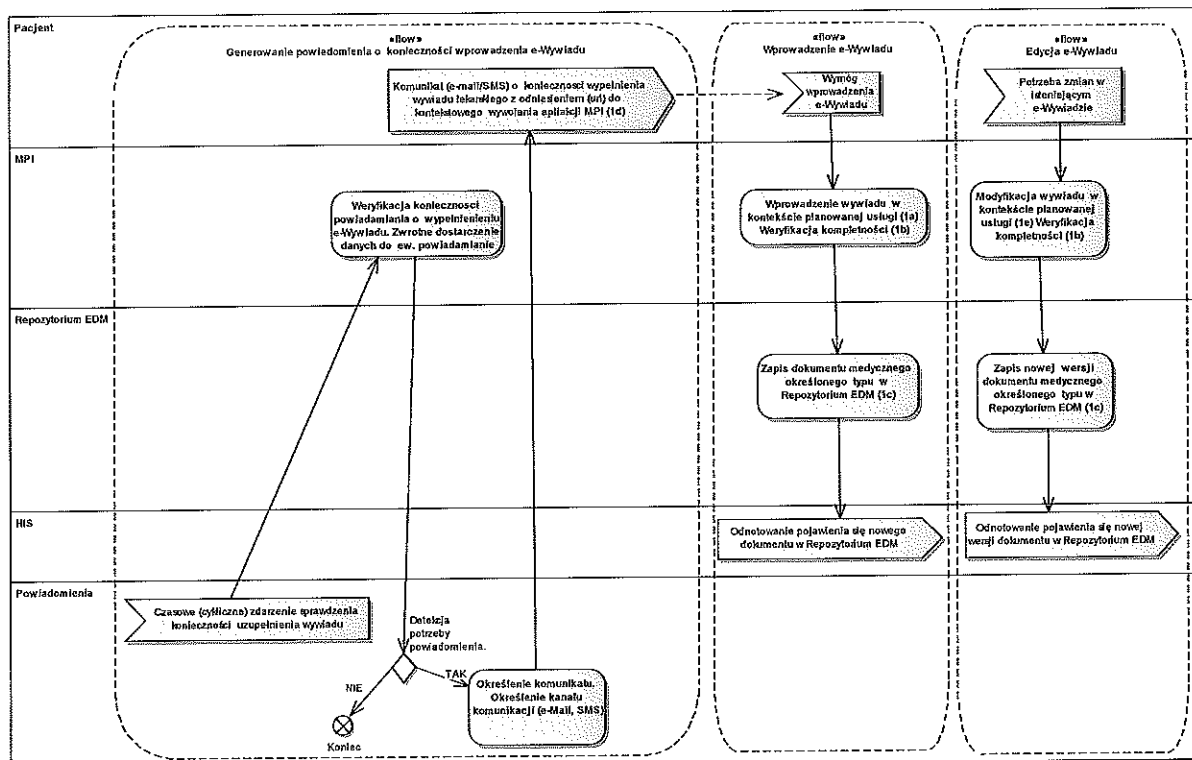 Pacjent
«flow»
Generowanie powiedomienia o konieczności wprowadzenia e-Wywiadu
Komunikat (e-mail/SMS) o konieczności wypełnienia
wywiadu lekarskiego z odniesieniem (url) do
kontekstowego wywołania aplikacji MPI (1d)
«flow»
Wprowadzenie e-Wywiadu
Wymóg
wprowadzenia
e-Wywiadu
«flow»
Edycja e-Wywiadu
Potrzeba zmian w
istniejącym
e-Wywiadzie
MPI
Weryfikacja konieczności
powiadamiania o wypełnieniu
e-Wywiadu. Zwrotne dostarczenie
danych do ew. powiadamianie
Wprowadzenie wywiadu w
kontekście planowanej usługi (1a)
Weryfikacja kompletności (1b)
Modyfikacja wywiadu w
kontekście planowanej
usługi (1e) Weryfikacja
kompletności (1b)
Repozytorium EDM
Zapis dokumentu medycznego
określonego typu w
Repozytorium EDM (1c)
Zapis nowej wersji
dokumentu medycznego
określonego typu w
Repozytorium EDM (1c)
HIS
Odnotowanie pojawienia się nowego
dokumentu w Repozytorium EDM
Odnotowanie pojawienia się nowej
wersji dokumentu w Repozytorium EDM
Powiadomienia
Czasowe (cykliczne) zdarzenie sprawdzenia
konieczności uzupełnienia wywiadu
Detekcja
potrzeby
powiadomienia.
NIE
TAK
Koniec
Określenie komunikatu.
Określenie kanału
komunikacji (e-Mail, SMS)